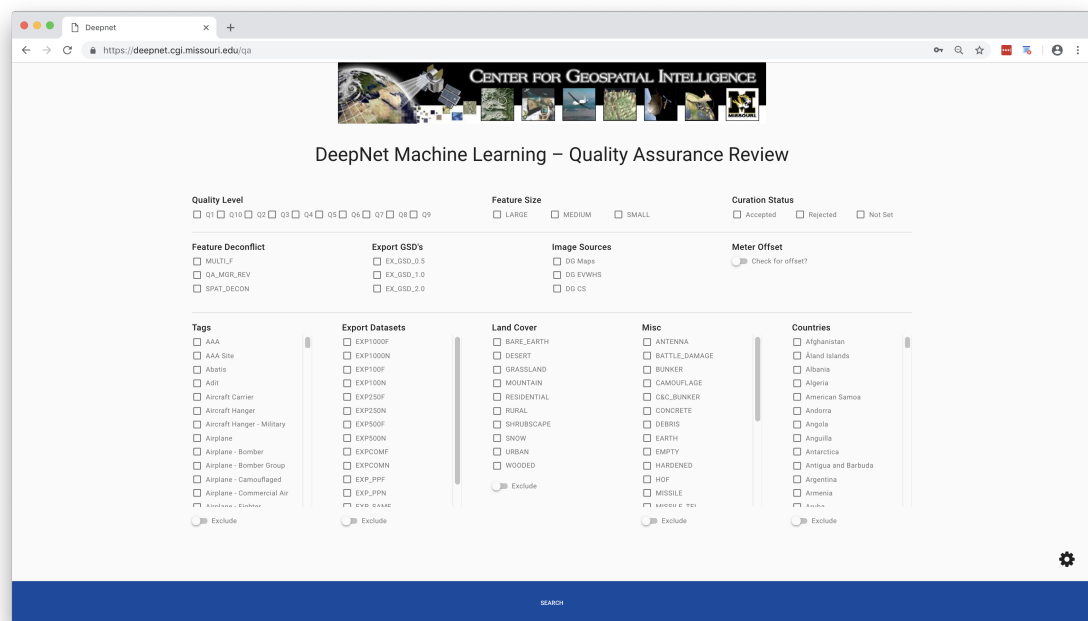 Deepnet
https://deepnet.cgi.missouri.edu/qa
CENTER FOR GEOSPATIAL INTELLIGENCE
MISSOURI
DeepNet Machine Learning – Quality Assurance Review
Quality Level
Q1 Q10 Q2 Q3 Q4 Q5 Q6 Q7 Q8 Q9
Feature Size
LARGE MEDIUM SMALL
Curation Status
Accepted Rejected Not Set
Feature Deconflict
MULTI_F
QA_MGR_REV
SPAT_DECON
Export GSD's
EX_GSD_0.5
EX_GSD_1.0
EX_GSD_2.0
Image Sources
DG Maps
DG EVWHS
DG CS
Meter Offset
Check for offset?
Tags
AAA
AAA Site
Abatis
Adit
Aircraft Carrier
Aircraft Hanger
Aircraft Hanger - Military
Airplane
Airplane - Bomber
Airplane - Bomber Group
Airplane - Camouflaged
Airplane - Commercial Air
Airplane - Fighter
Exclude
Export Datasets
EXP1000F
EXP1000N
EXP100F
EXP100N
EXP250F
EXP250N
EXP500F
EXP500N
EXPCOMF
EXPCOMN
EXP_PPF
EXP_PPN
EXP_SAMF
Exclude
Land Cover
BARE_EARTH
DESERT
GRASSLAND
MOUNTAIN
RESIDENTIAL
RURAL
SHRUBSCAPE
SNOW
URBAN
WOODED
Exclude
Misc
ANTENNA
BATTLE_DAMAGE
BUNKER
CAMOUFLAGE
C&C_BUNKER
CONCRETE
DEBRIS
EARTH
EMPTY
HARDENED
HOF
MISSILE
MISSILE_TEL
Exclude
Countries
Afghanistan
Åland Islands
Albania
Algeria
American Samoa
Andorra
Angola
Anguilla
Antarctica
Antigua and Barbuda
Argentina
Armenia
Aruba
Exclude
SEARCH